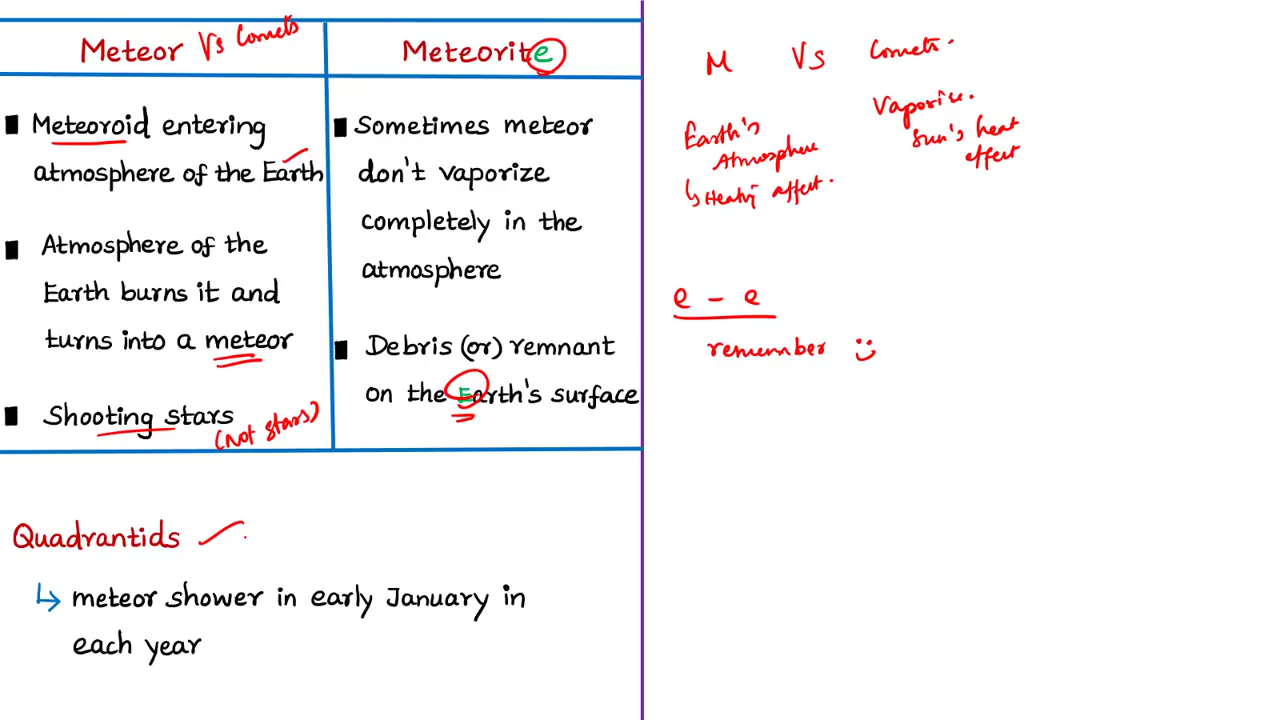 Meteor Vs Comets
Meteoroid entering
atmosphere of the Earth
Atmosphere of the
Earth burns it and
turns into a meteor
Shooting stars
(Not stars)
Meteorite
Sometimes meteor
don't vaporize
completely in the
atmosphere
Debris (or) remnant
on the Earth's surface
Quadrantids
meteor shower in early January in
each year
M Vs Comets.
Earth's
Atmosphere
↳ Heating affect.
Vaporise.
Sun's heat
effect
e - e
remember